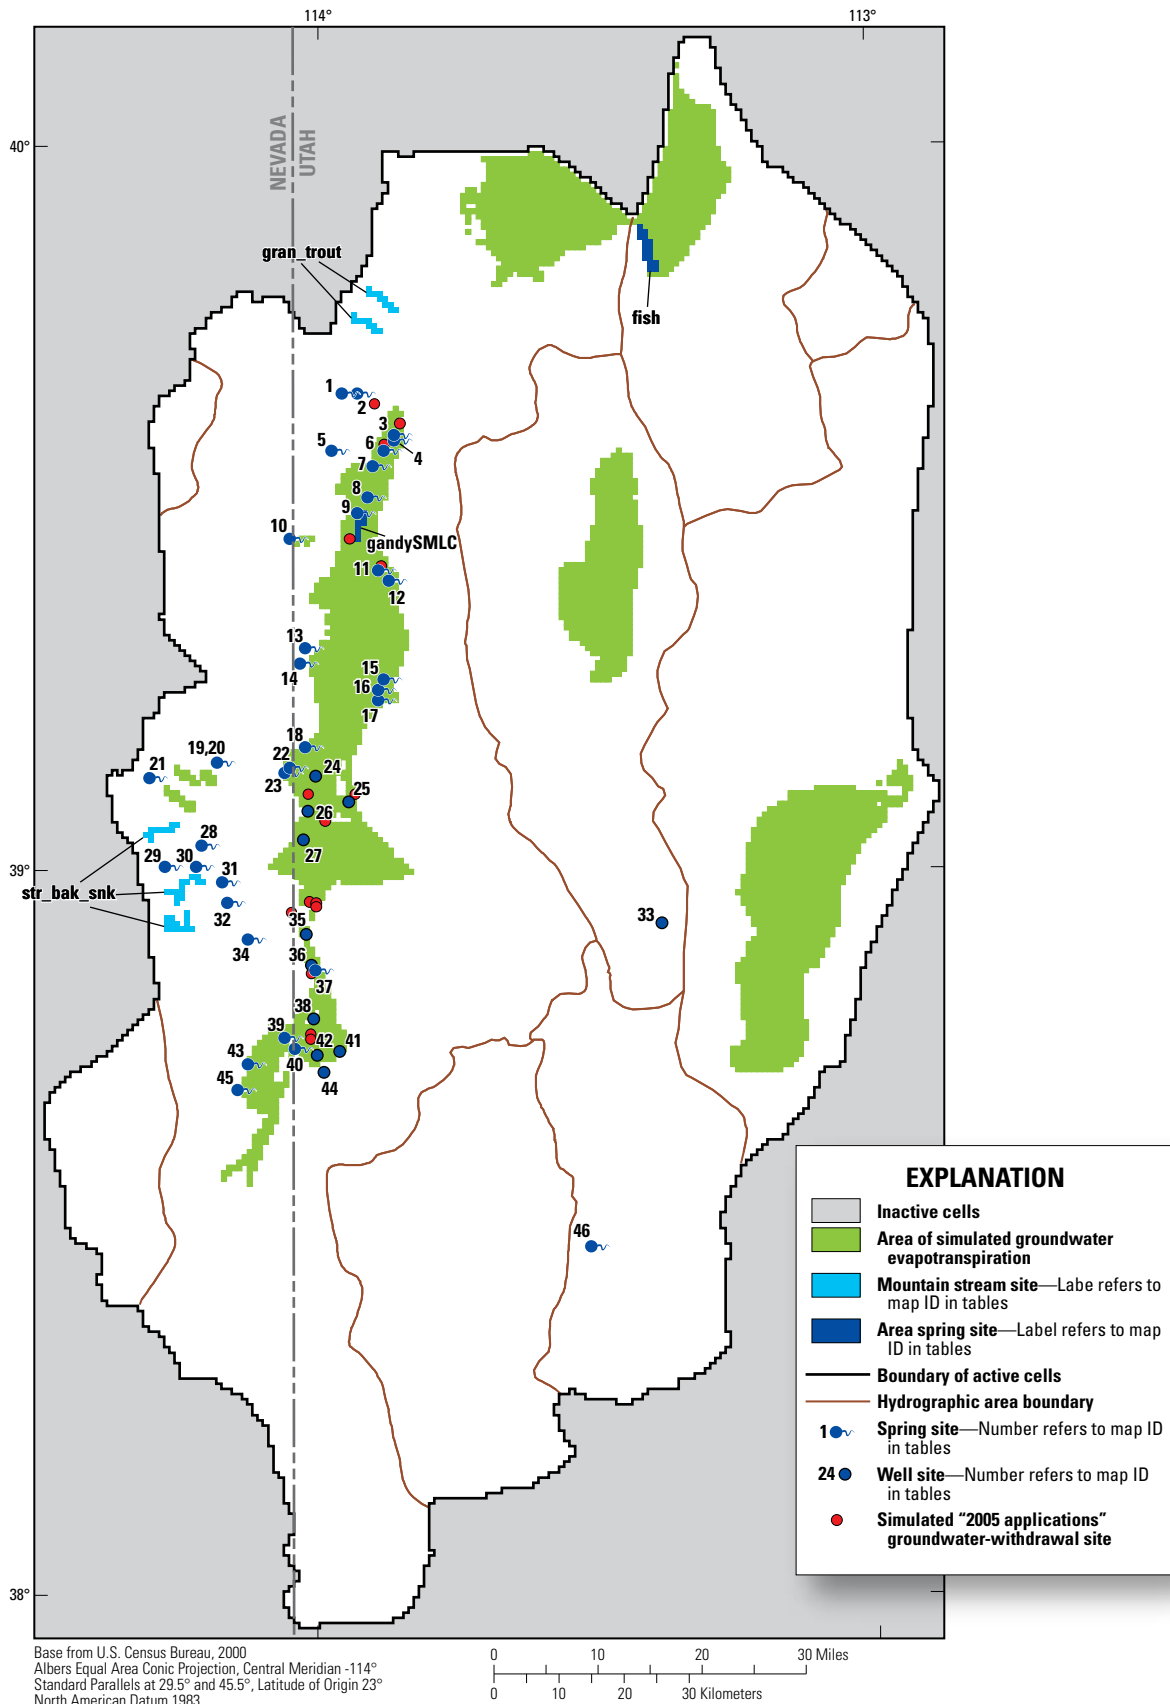 114°
113°
40°
NEVADA
UTAH
gran_trout
fish
1
2
3
4
5
6
7
8
9
10
gandySMLC
11
12
13
14
15
16
17
18
19,20
21
22
23
24
25
26
27
28
29
30
31
39°
str_bak_snk
32
33
34
35
36
37
38
39
40
41
42
43
44
45
46
38°
EXPLANATION
Inactive cells
Area of simulated groundwater
evapotranspiration
Mountain stream site—Labe refers to
map ID in tables
Area spring site—Label refers to map
ID in tables
Boundary of active cells
Hydrographic area boundary
1 Spring site—Number refers to map ID
in tables
24 Well site—Number refers to map ID
in tables
Simulated “2005 applications”
groundwater-withdrawal site
Base from U.S. Census Bureau, 2000
Albers Equal Area Conic Projection, Central Meridian -114°
Standard Parallels at 29.5° and 45.5°, Latitude of Origin 23°
North American Datum 1983
0 10 20 30 Miles
0 10 20 30 Kilometers